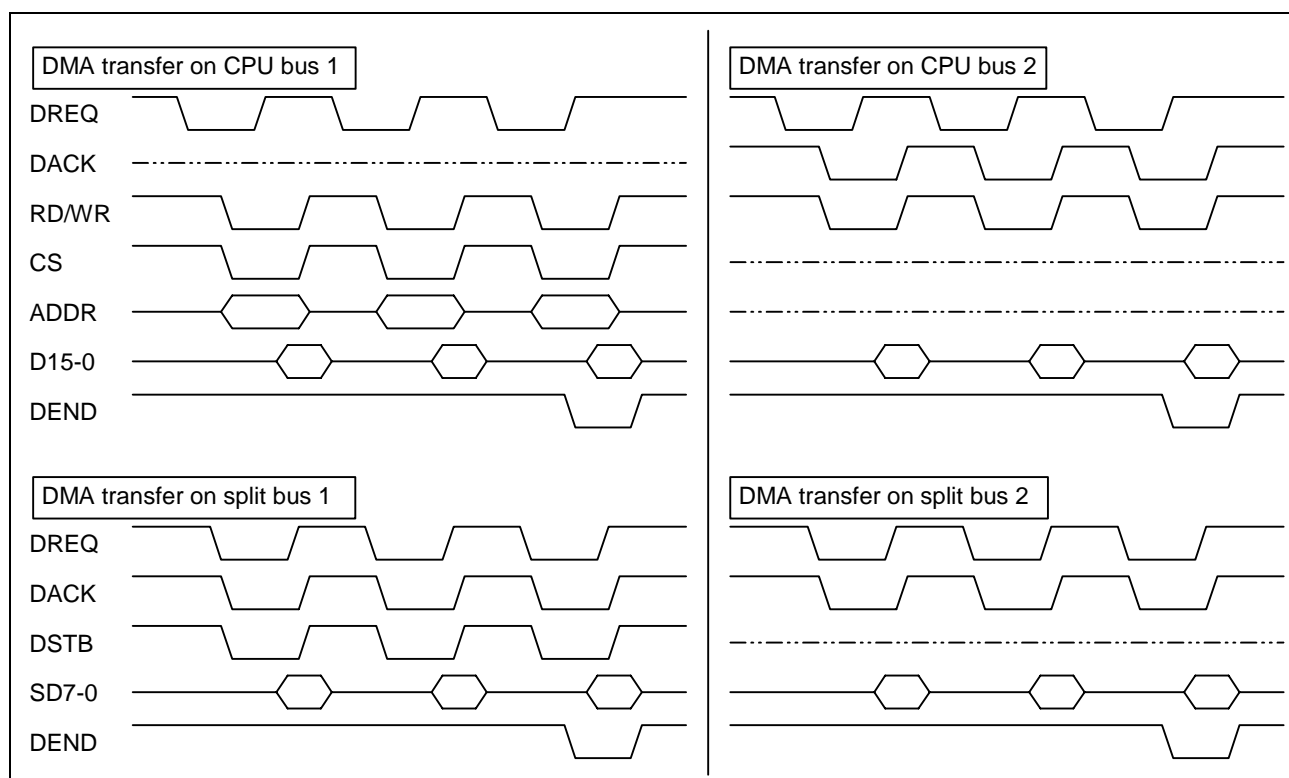 DMA transfer on CPU bus 1
DREQ
DACK
RD/WR
CS
ADDR
D15-0
DEND
DMA transfer on CPU bus 2
DMA transfer on split bus 1
DREQ
DACK
DSTB
SD7-0
DEND
DMA transfer on split bus 2